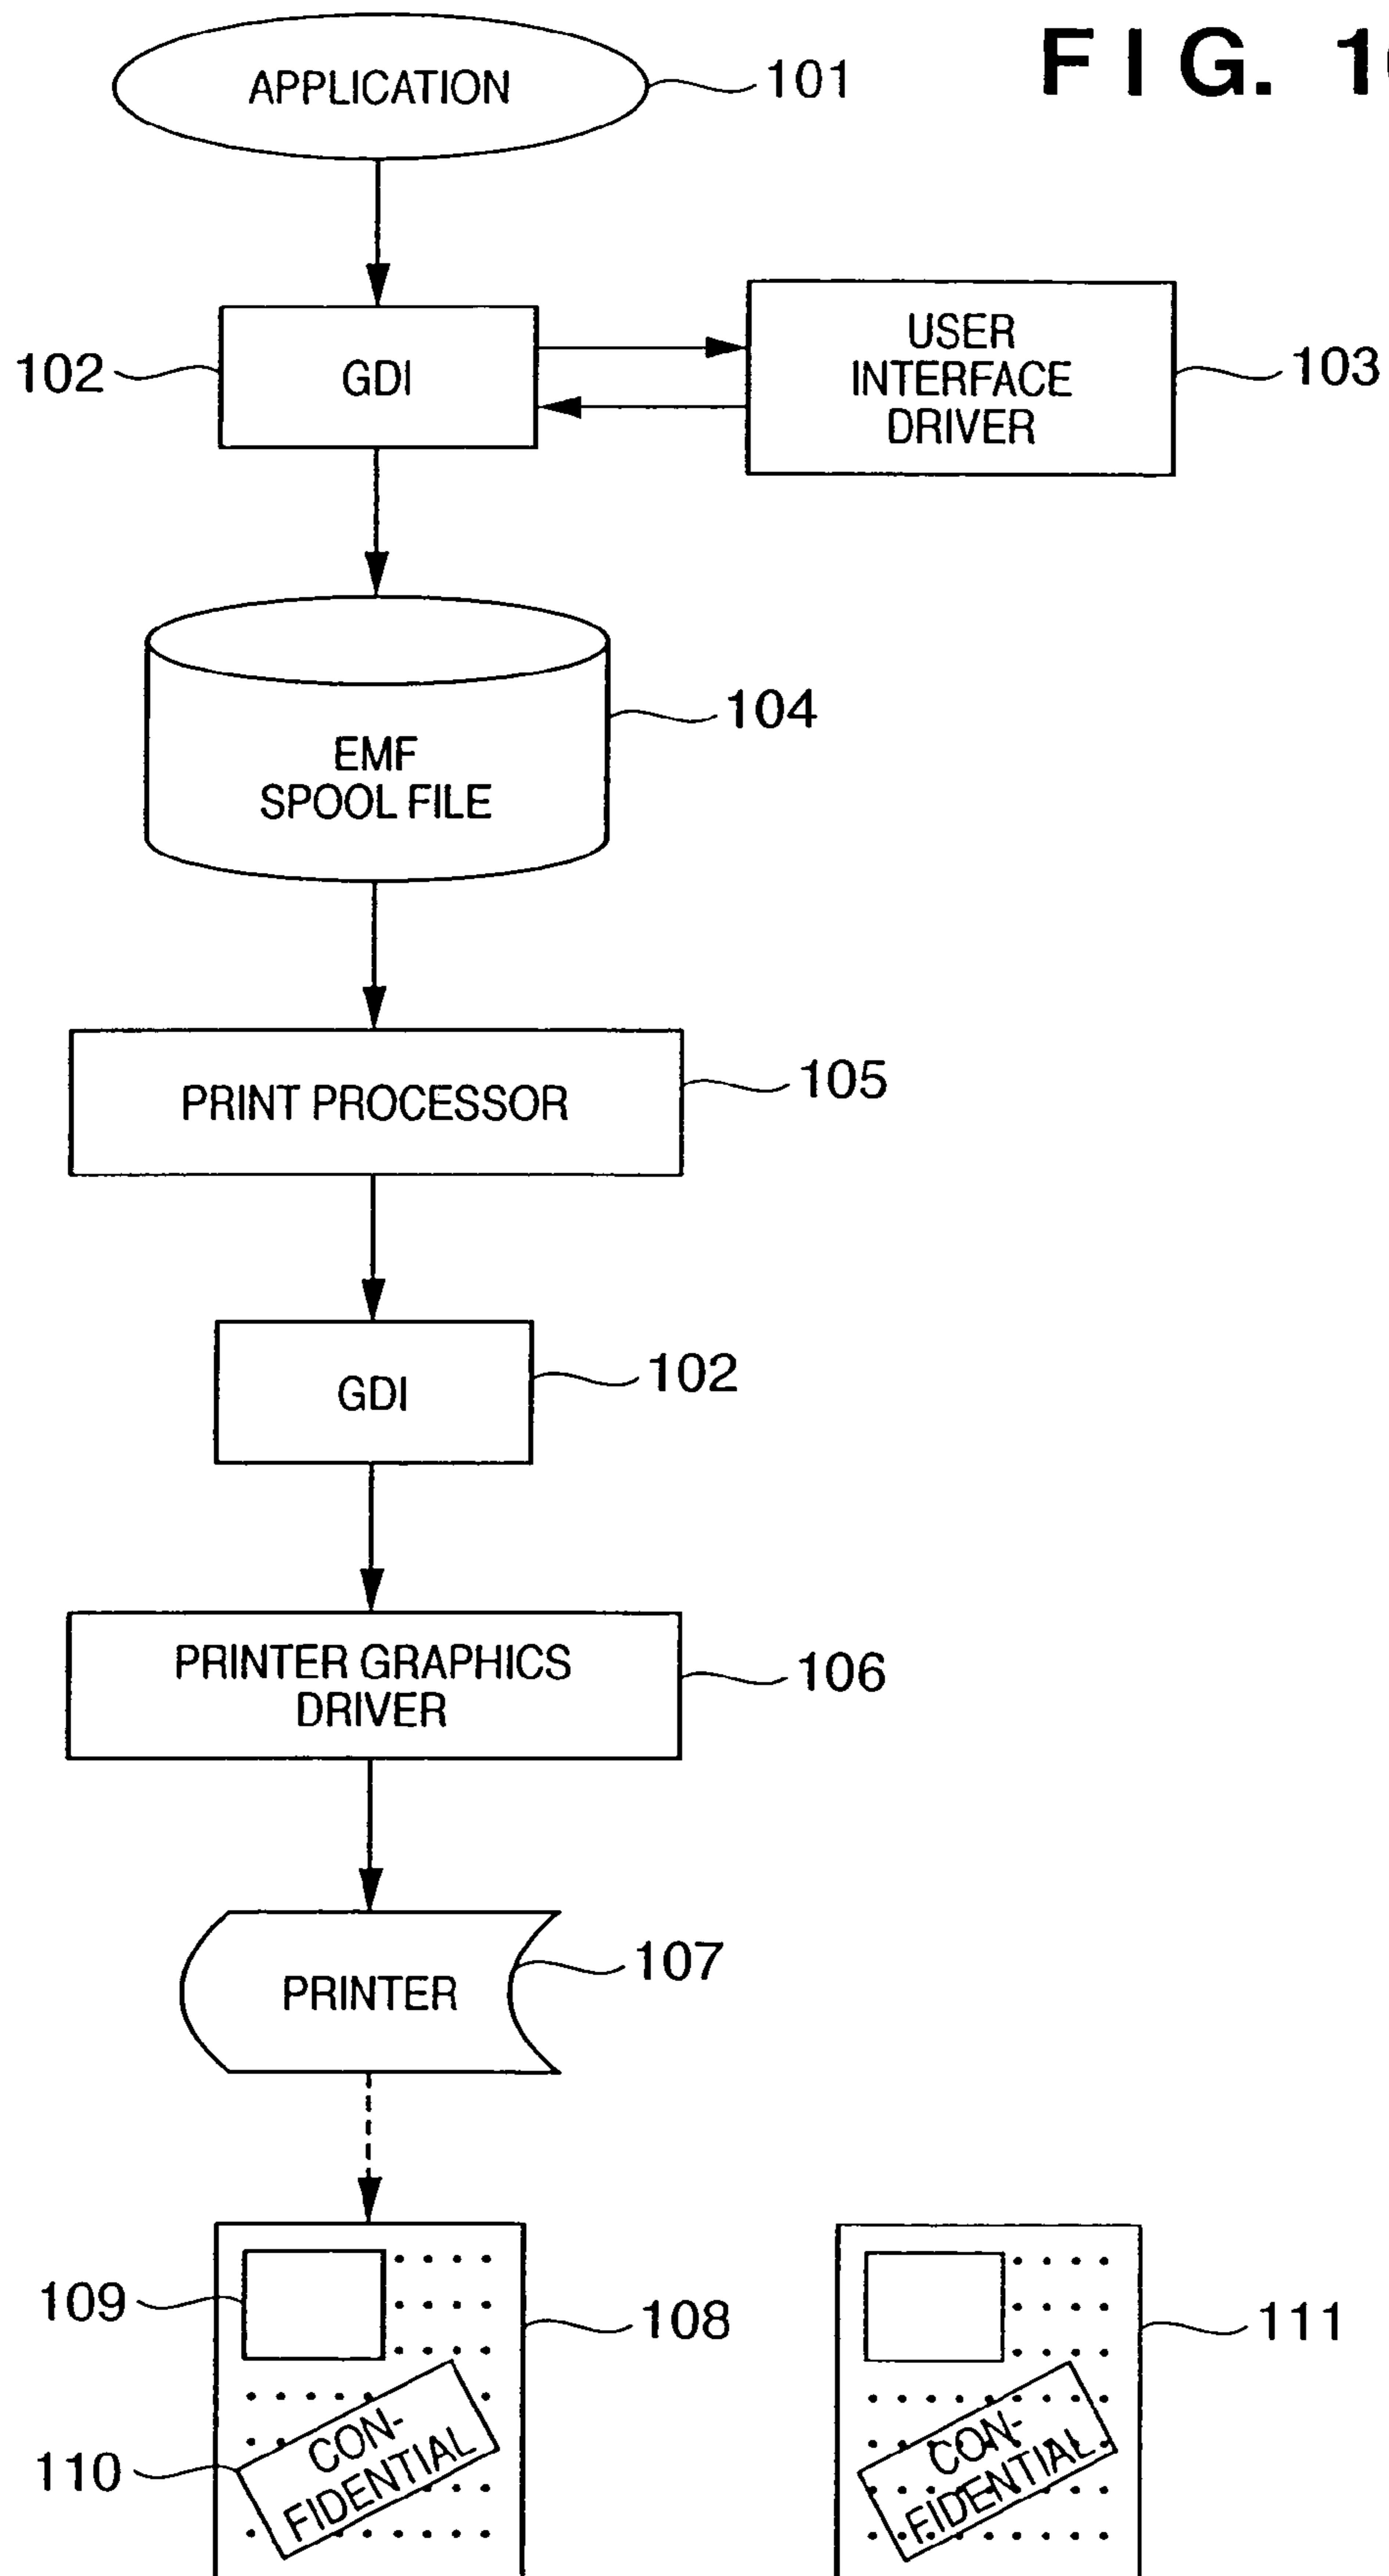 FIG. 1
APPLICATION
101
102
GDI
USER
INTERFACE
DRIVER
103
EMF
SPOOL FILE
104
PRINT PROCESSOR
105
GDI
102
PRINTER GRAPHICS
DRIVER
106
PRINTER
107
109
108
111
110
CON-
FIDENTIAL
CON-
FIDENTIAL